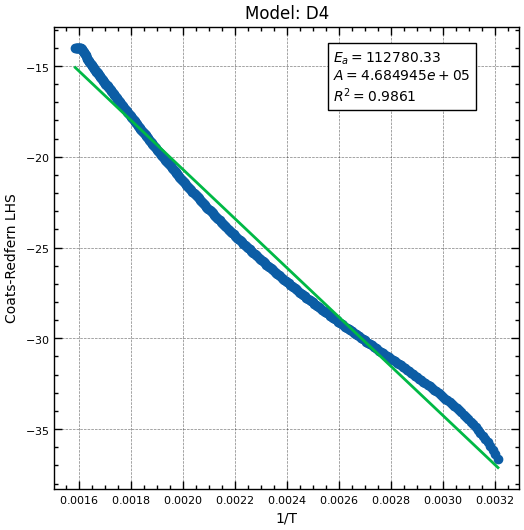 Model: D4
E_a = 112780.33
A = 4.684945e + 05
R^2 = 0.9861
−15
−20
−25
−30
−35
Coats-Redfern LHS
0.0016 0.0018 0.0020 0.0022 0.0024 0.0026 0.0028 0.0030 0.0032
1/T